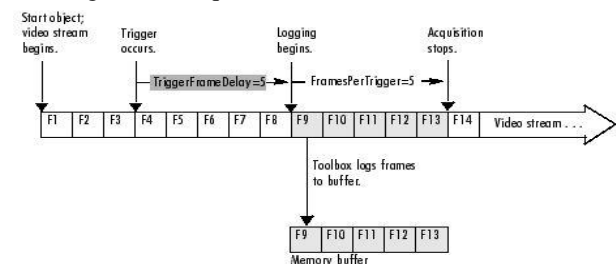 Start object;
video stream
begins.
Trigger
occurs.
Logging
begins.
Acquisition
stops.
TriggerFrameDelay=5
FramesPerTrigger=5
F1 F2 F3 F4 F5 F6 F7 F8 F9 F10 F11 F12 F13 F14 Video stream . . .
Toolbox logs frames
to buffer.
F9 F10 F11 F12 F13
Memory buffer